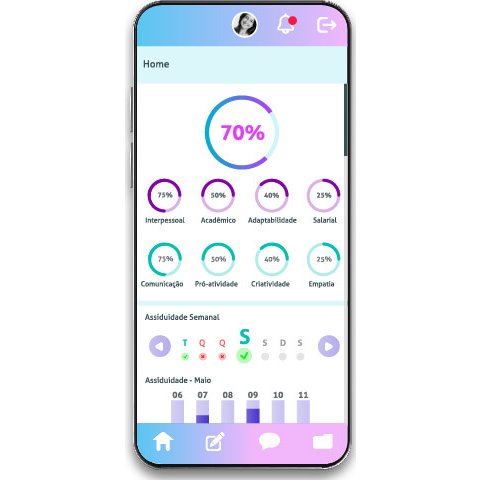 Home
70%
75% 50% 40% 25%
Interpessoal Acadêmico Adaptabilidade Salarial
75% 50% 40% 25%
Comunicação Pró-atividade Criatividade Empatia
Assiduidade Semanal
T Q Q S S D S
Assiduidade - Maio
06 07 08 09 10 11